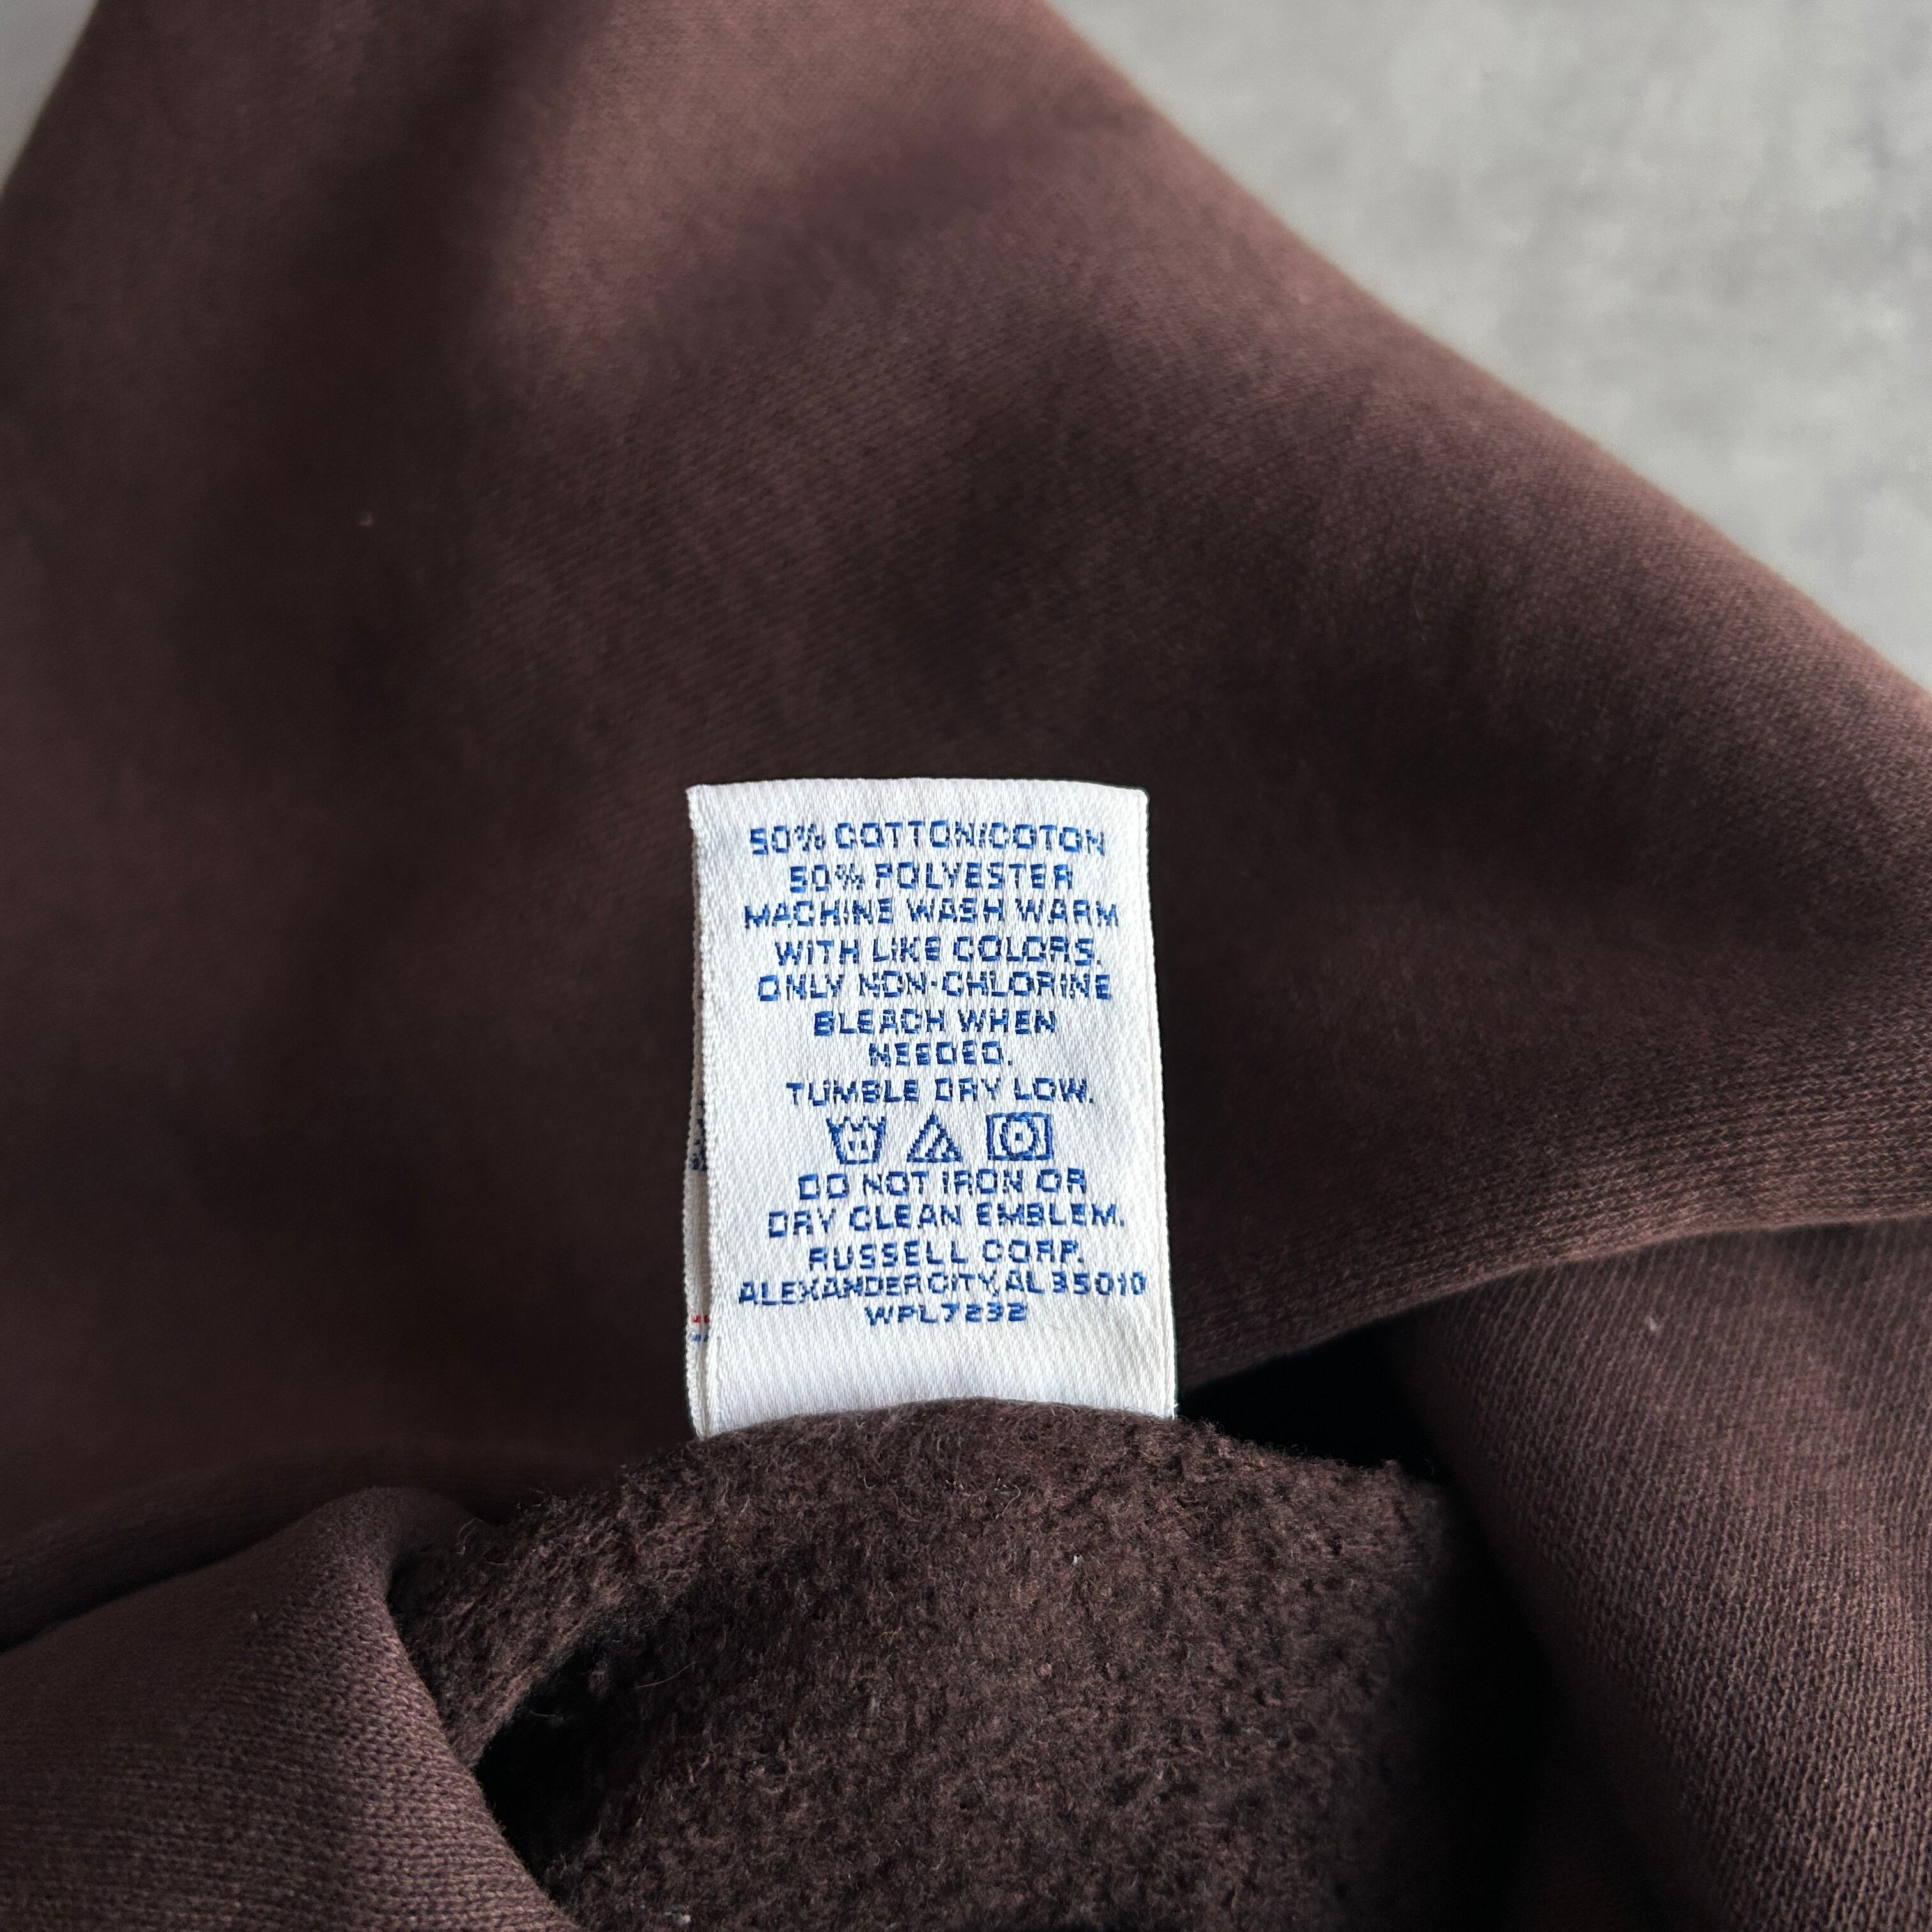 50% COTTON/COTON
50% POLYESTER
MACHINE WASH WARM
WITH LIKE COLORS.
ONLY NON-CHLORINE
BLEACH WHEN
NEEDED.
TUMBLE DRY LOW.
DO NOT IRON OR
DRY CLEAN EMBLEM.
RUSSELL CORP.
ALEXANDER CITY, AL 35010
WPL7232